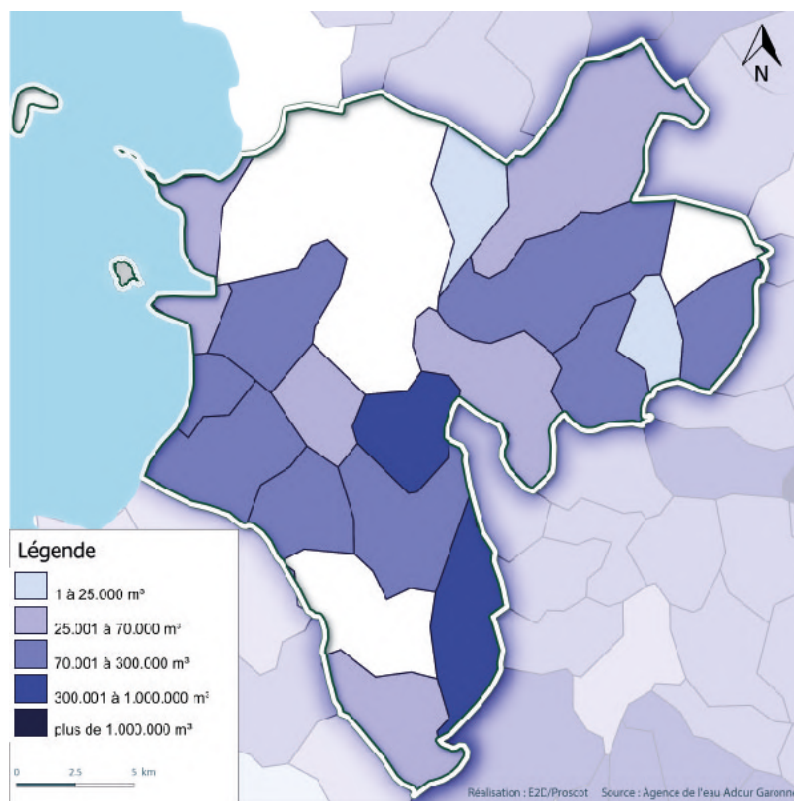 N
Légende
1 à 25.000 m³
25.001 à 70.000 m³
70.001 à 300.000 m³
300.001 à 1.000.000 m³
plus de 1.000.000 m³
0 2.5 5 km
Réalisation : E2D/Proscot Source : Agence de l'eau Adour Garonne